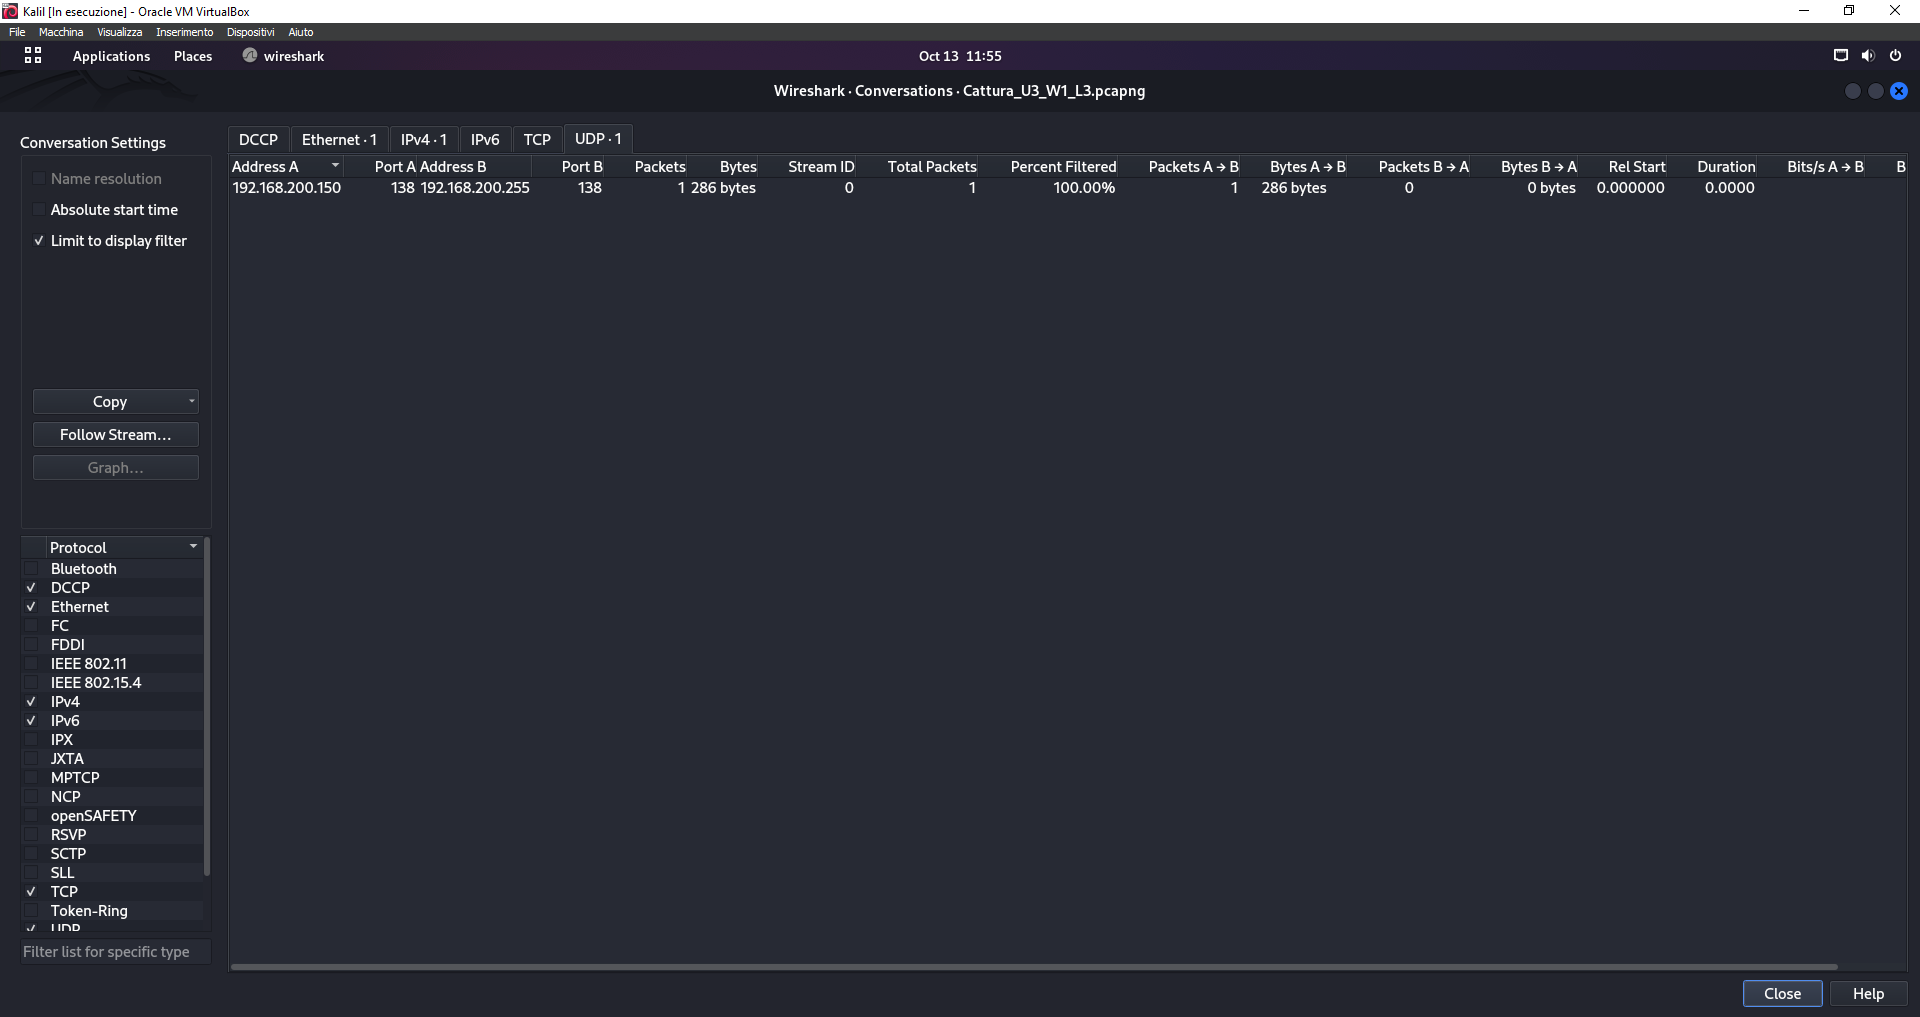 Kalil [In esecuzione] - Oracle VM VirtualBox
File Macchina Visualizza Inserimento Dispositivi Aiuto
Applications Places wireshark Oct 13 11:55
Wireshark · Conversations · Cattura_U3_W1_L3.pcapng
Conversation Settings
Name resolution
Absolute start time
Limit to display filter
Copy
Follow Stream…
Graph…
Protocol
Bluetooth
DCCP
Ethernet
FC
FDDI
IEEE 802.11
IEEE 802.15.4
IPv4
IPv6
IPX
JXTA
MPTCP
NCP
openSAFETY
RSVP
SCTP
SLL
TCP
Token-Ring
UDP
Filter list for specific type
DCCP Ethernet · 1 IPv4 · 1 IPv6 TCP UDP · 1
Address A Port A Address B Port B Packets Bytes Stream ID Total Packets Percent Filtered Packets A → B Bytes A → B Packets B → A Bytes B → A Rel Start Duration Bits/s A → B B
192.168.200.150 138 192.168.200.255 138 1 286 bytes 0 1 100.00% 1 286 bytes 0 0 bytes 0.000000 0.0000
Close Help